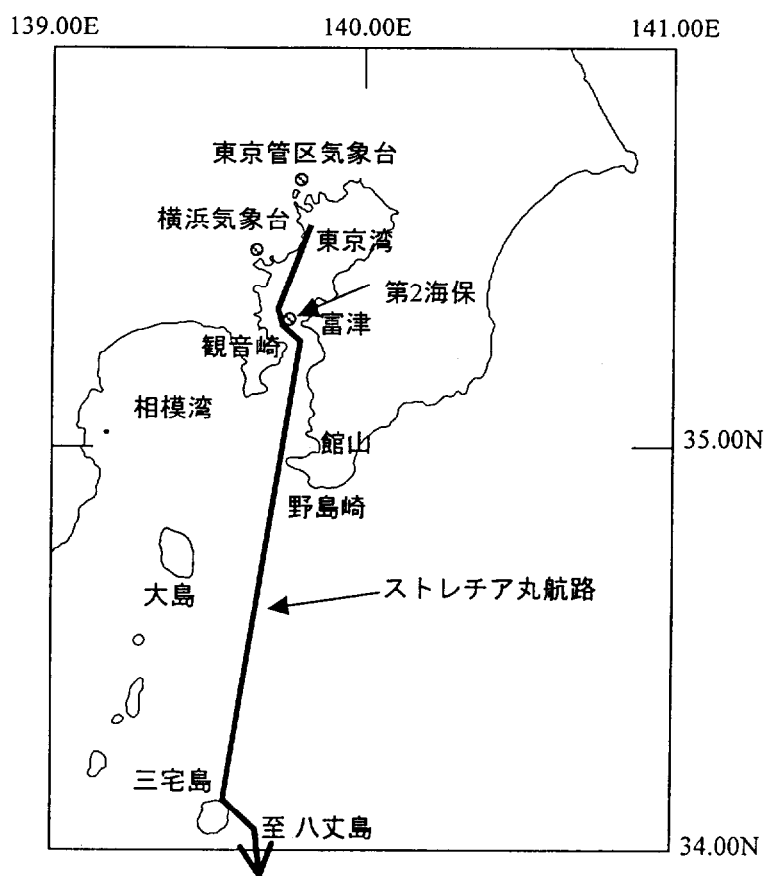 139.00E 140.00E 141.00E
東京管区気象台
横浜気象台
東京湾
第2海保
富津
観音崎
相模湾
館山
35.00N
野島崎
大島
ストレチア丸航路
三宅島
至 八丈島
34.00N